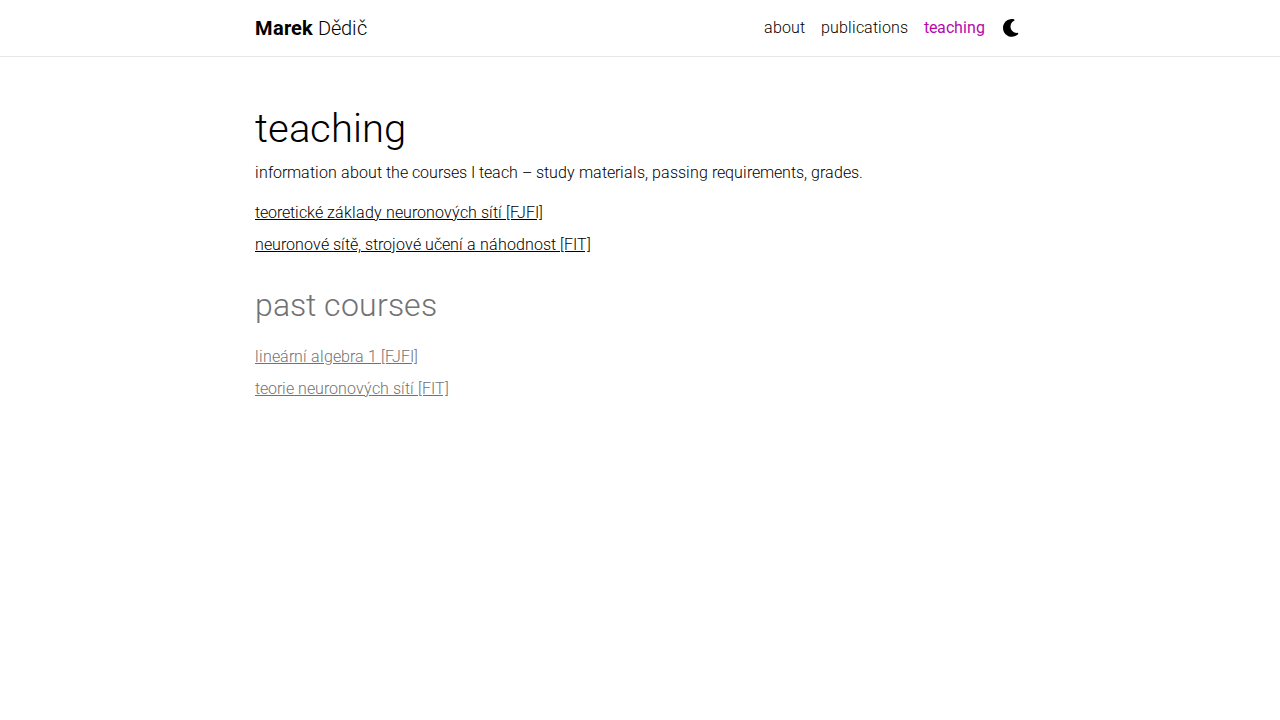 Marek Dědič
about publications teaching
teaching
information about the courses I teach – study materials, passing requirements, grades.
teoretické základy neuronových sítí [FJFI]
neuronové sítě, strojové učení a náhodnost [FIT]
past courses
lineární algebra 1 [FJFI]
teorie neuronových sítí [FIT]